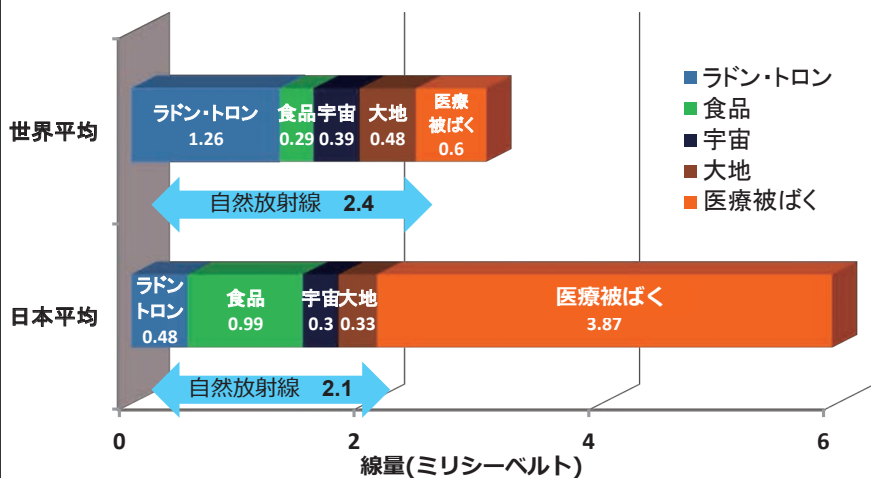 世界平均
ラドン・トロン
1.26
食品
0.29
宇宙
0.39
大地
0.48
医療
被ばく
0.6
自然放射線 2.4
日本平均
ラドン
トロン
0.48
食品
0.99
宇宙
0.3
大地
0.33
医療被ばく
3.87
自然放射線 2.1
0
2
4
6
線量(ミリシーベルト)
ラドン・トロン
食品
宇宙
大地
医療被ばく